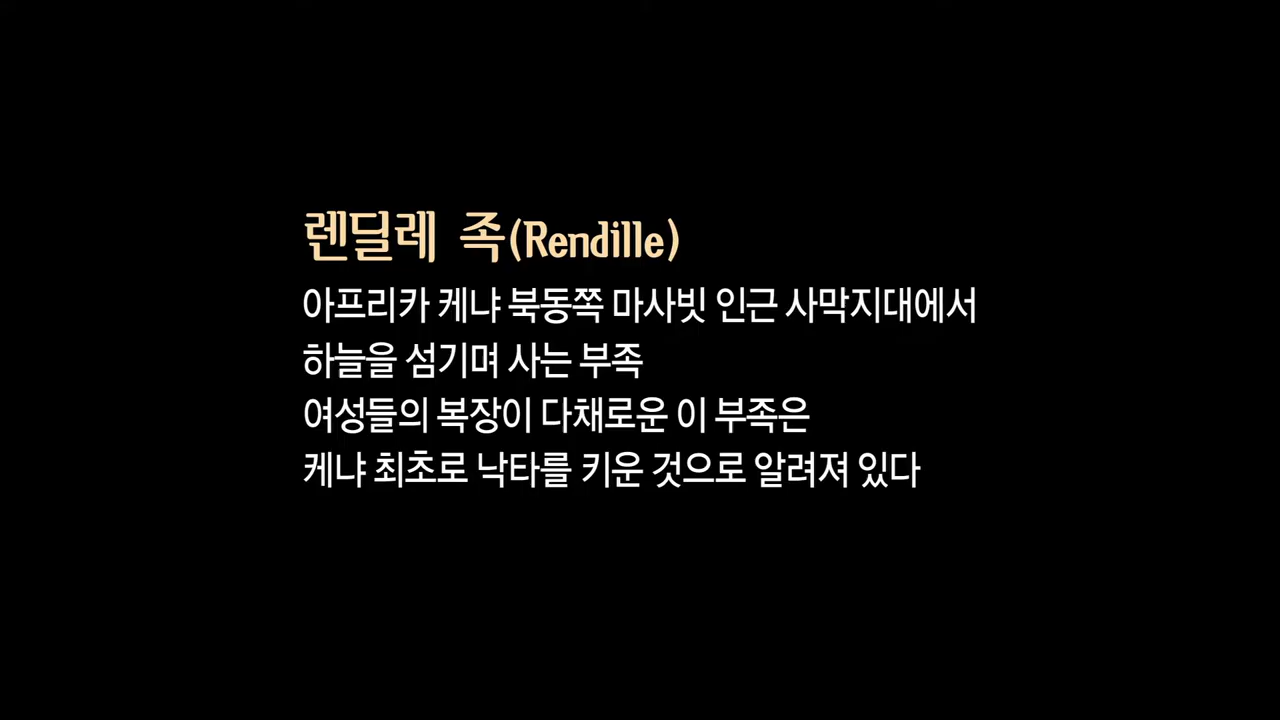 렌딜레 족(Rendille)
아프리카 케냐 북동쪽 마사빗 인근 사막지대에서
하늘을 섬기며 사는 부족
여성들의 복장이 다채로운 이 부족은
케냐 최초로 낙타를 키운 것으로 알려져 있다